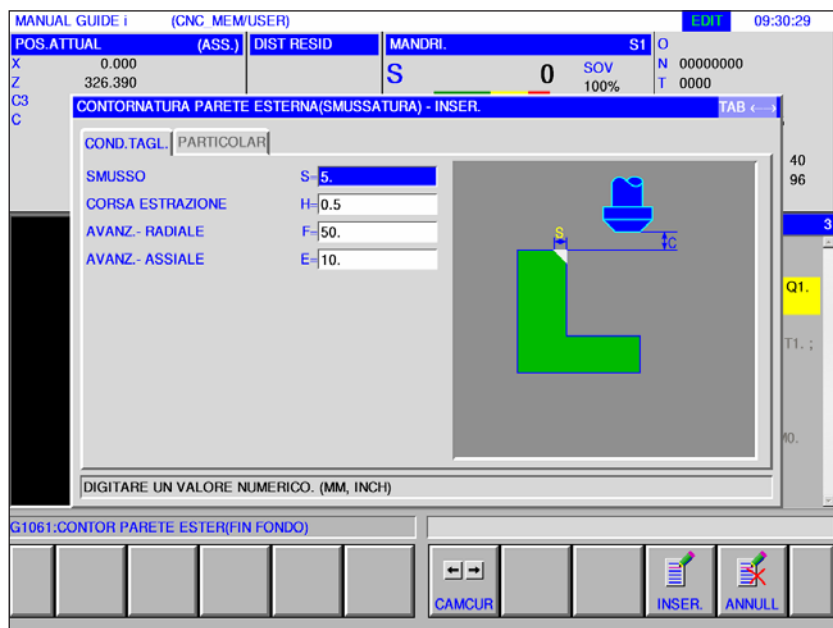 MANUAL GUIDE i (CNC_MEM/USER) EDIT 09:30:29
POS.ATTUAL (ASS.) DIST RESID MANDRI. S1 O
X 0.000 S 0 SOV 100% N 00000000
Z 326.390 T 0000
C3
C
CONTORNATURA PARETE ESTERNA(SMUSSATURA) - INSER. TAB ←→
COND.TAGL. PARTICOLAR
40
96
SMUSSO S=5.
CORSA ESTRAZIONE H=0.5
AVANZ.- RADIALE F=50.
AVANZ.- ASSIALE E=10.
S
C
3
Q1.
T1. ;
M0.
DIGITARE UN VALORE NUMERICO. (MM, INCH)
G1061:CONTOR PARETE ESTER(FIN FONDO)
CAMCUR INSER. ANNULL